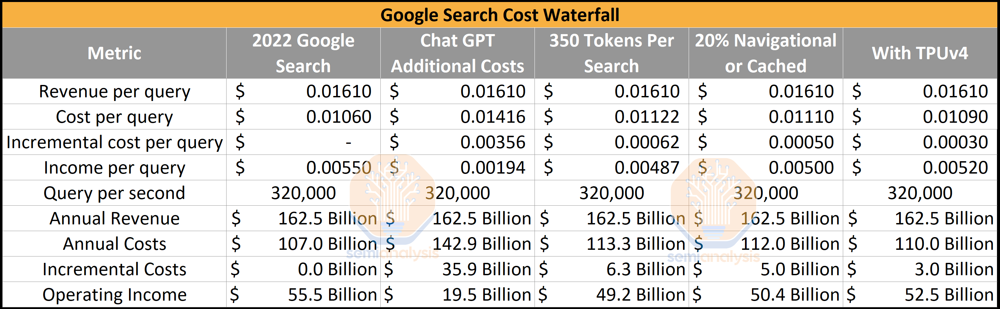 Google Search Cost Waterfall
Metric 2022 Google Search Chat GPT Additional Costs 350 Tokens Per Search 20% Navigational or Cached With TPUv4
Revenue per query $ 0.01610 $ 0.01610 $ 0.01610 $ 0.01610 $ 0.01610
Cost per query $ 0.01060 $ 0.01416 $ 0.01122 $ 0.01110 $ 0.01090
Incremental cost per query $ - $ 0.00356 $ 0.00062 $ 0.00050 $ 0.00030
Income per query $ 0.00550 $ 0.00194 $ 0.00487 $ 0.00500 $ 0.00520
Query per second 320,000 320,000 320,000 320,000 320,000
Annual Revenue $ 162.5 Billion $ 162.5 Billion $ 162.5 Billion $ 162.5 Billion $ 162.5 Billion
Annual Costs $ 107.0 Billion $ 142.9 Billion $ 113.3 Billion $ 112.0 Billion $ 110.0 Billion
semianalysis semianalysis
Incremental Costs $ 0.0 Billion $ 35.9 Billion $ 6.3 Billion $ 5.0 Billion $ 3.0 Billion
Operating Income $ 55.5 Billion $ 19.5 Billion $ 49.2 Billion $ 50.4 Billion $ 52.5 Billion